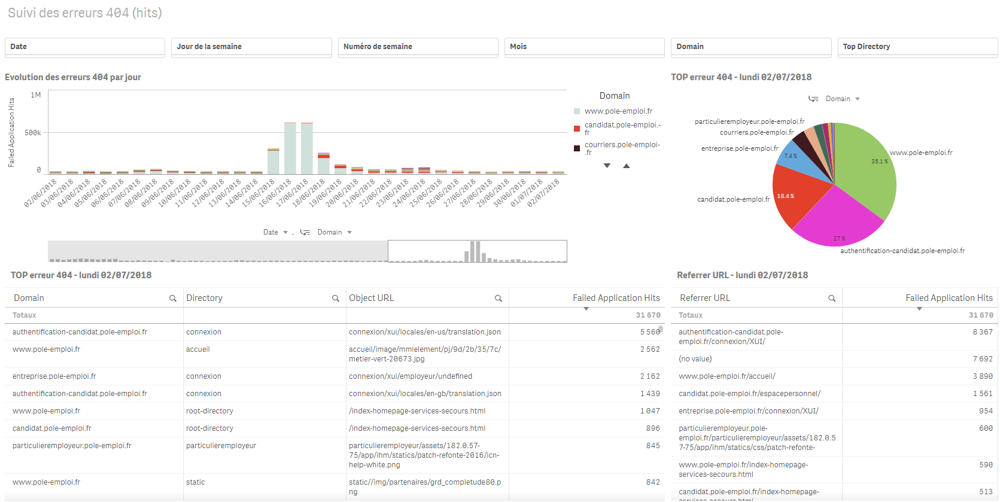 Suivi des erreurs 404 (hits)
Date
Jour de la semaine
Numéro de semaine
Mois
Domain
Top Directory
Evolution des erreurs 404 par jour
Failed Application Hits
1M
500k
0
02/06/2018
03/06/2018
04/06/2018
05/06/2018
06/06/2018
07/06/2018
08/06/2018
09/06/2018
10/06/2018
11/06/2018
12/06/2018
13/06/2018
14/06/2018
15/06/2018
16/06/2018
17/06/2018
18/06/2018
19/06/2018
20/06/2018
21/06/2018
22/06/2018
23/06/2018
24/06/2018
25/06/2018
26/06/2018
27/06/2018
28/06/2018
29/06/2018
30/06/2018
01/07/2018
02/07/2018
Domain
www.pole-emploi.fr
candidat.pole-emploi.-
fr
courriers.pole-emploi-
.fr
Date , Domain
TOP erreur 404 - lundi 02/07/2018
Domain
particulieremployeur.pole-emploi.fr
courriers.pole-emploi.fr
entreprise.pole-emploi.fr
7.4 %
www.pole-emploi.fr
35.1 %
candidat.pole-emploi.fr
18.4 %
27 %
authentification-candidat.pole-emploi.fr
TOP erreur 404 - lundi 02/07/2018
Domain Directory Object URL Failed Application Hits
Totaux 31 670
authentification-candidat.pole-emploi.fr connexion connexion/xui/locales/en-us/translation.json 5 560
www.pole-emploi.fr accueil accueil/image/mmlelement/pj/9d/2b/35/7c/ 2 562
metier-vert-20673.jpg
entreprise.pole-emploi.fr connexion connexion/xui/employeur/undefined 2 162
authentification-candidat.pole-emploi.fr connexion connexion/xui/locales/en-gb/translation.json 1 439
www.pole-emploi.fr root-directory /index-homepage-services-secours.html 1 047
candidat.pole-emploi.fr root-directory /index-homepage-services-secours.html 896
particulieremployeur.pole-emploi.fr particulieremployeur particulieremployeur/assets/182.0.57- 845
75/app/ihm/statics/patch-refonte-2016/icn-
help-white.png
www.pole-emploi.fr static static//img/partenaires/grd_completude80.p 842
ng
Referrer URL - lundi 02/07/2018
Referrer URL Failed Application Hits
Totaux 31 670
authentification-candidat.pole- 8 367
emploi.fr/connexion/XUI/
(no value) 7 692
www.pole-emploi.fr/accueil/ 3 890
candidat.pole-emploi.fr/espacepersonnel/ 1 561
entreprise.pole-emploi.fr/connexion/XUI/ 954
particulieremployeur.pole- 600
emploi.fr/particulieremployeur/assets/182.0.5
7-75/app/ihm/statics/css/patch-refonte-
www.pole-emploi.fr/index-homepage- 590
services-secours.html
candidat.pole-emploi.fr/index-homepage- 513
services-secours.html